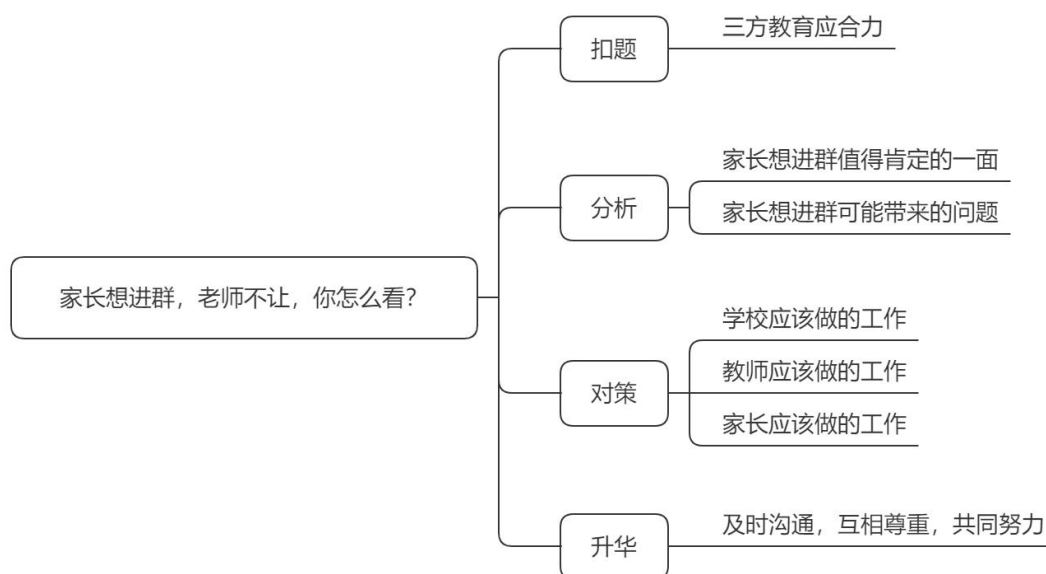 家长想进群，老师不让，你怎么看？
扣题
三方教育应合力
分析
家长想进群值得肯定的一面
家长想进群可能带来的问题
对策
学校应该做的工作
教师应该做的工作
家长应该做的工作
升华
及时沟通，互相尊重，共同努力